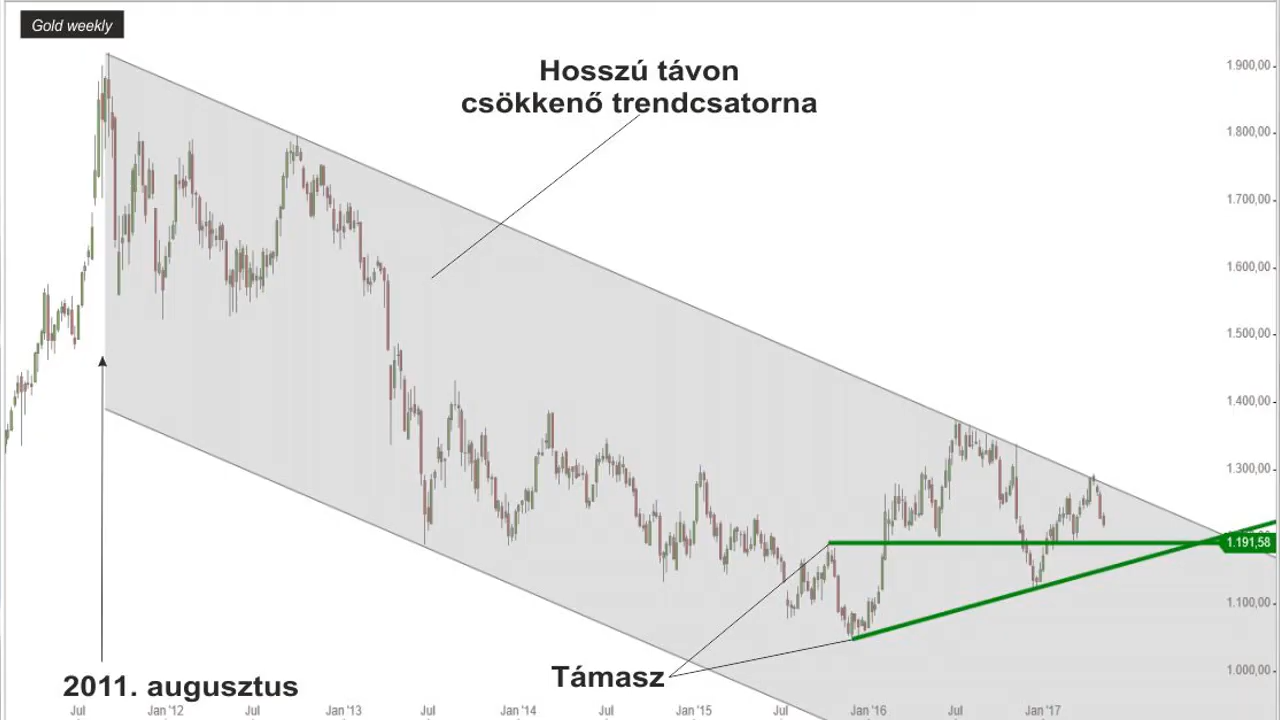 Gold weekly
Hosszú távon
csökkenő trendcsatorna
1.900,00
1.800,00
1.700,00
1.600,00
1.500,00
1.400,00
1.300,00
1.191,58
1.100,00
1.000,00
Támasz
2011. augusztus
Jul Jan '12 Jul Jan '13 Jul Jan '14 Jul Jan '15 Jul Jan '16 Jul Jan '17